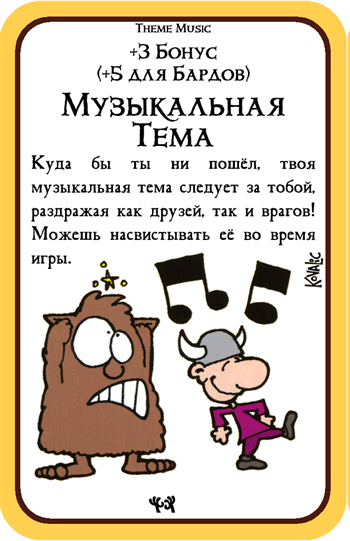 Theme Music
+3 Бонус
(+5 для Бардов)
Музыкальная
Тема
Куда бы ты ни пошёл, твоя
музыкальная тема следует за тобой,
раздражая как друзей, так и врагов!
Можешь насвистывать её во время
игры.
Kovalic